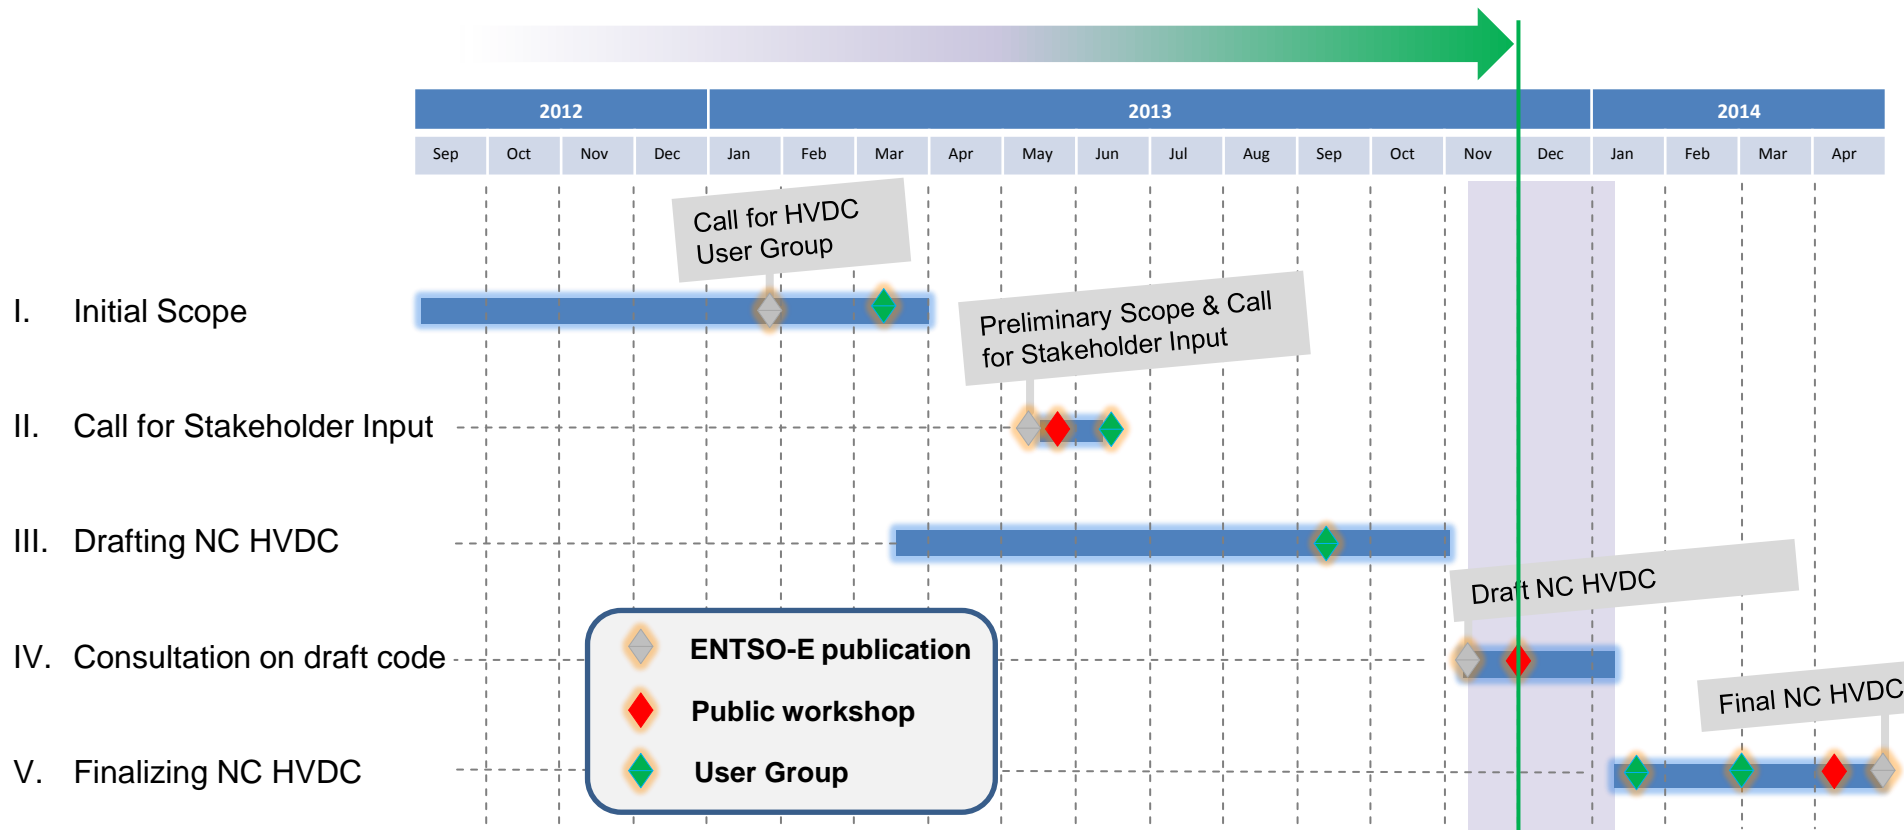 2012 2013 2014
Sep Oct Nov Dec Jan Feb Mar Apr May Jun Jul Aug Sep Oct Nov Dec Jan Feb Mar Apr
Call for HVDC
User Group
I. Initial Scope
Preliminary Scope & Call
for Stakeholder Input
II. Call for Stakeholder Input
III. Drafting NC HVDC
Draft NC HVDC
IV. Consultation on draft code
Final NC HVDC
V. Finalizing NC HVDC
ENTSO-E publication
Public workshop
User Group